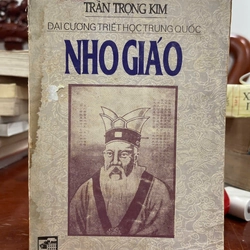 TRẦN TRỌNG KIM
ĐẠI CƯƠNG TRIẾT HỌC TRUNG QUỐC
NHO GIÁO